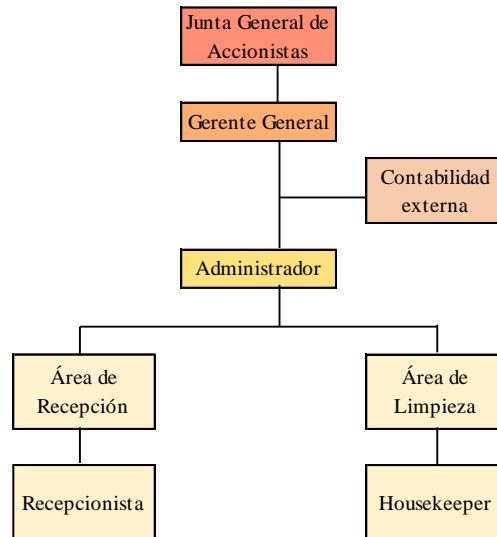 Junta General de
Accionistas
Gerente General
Contabilidad
externa
Administrador
Área de
Recepción
Área de
Limpieza
Recepcionista
Housekeeper